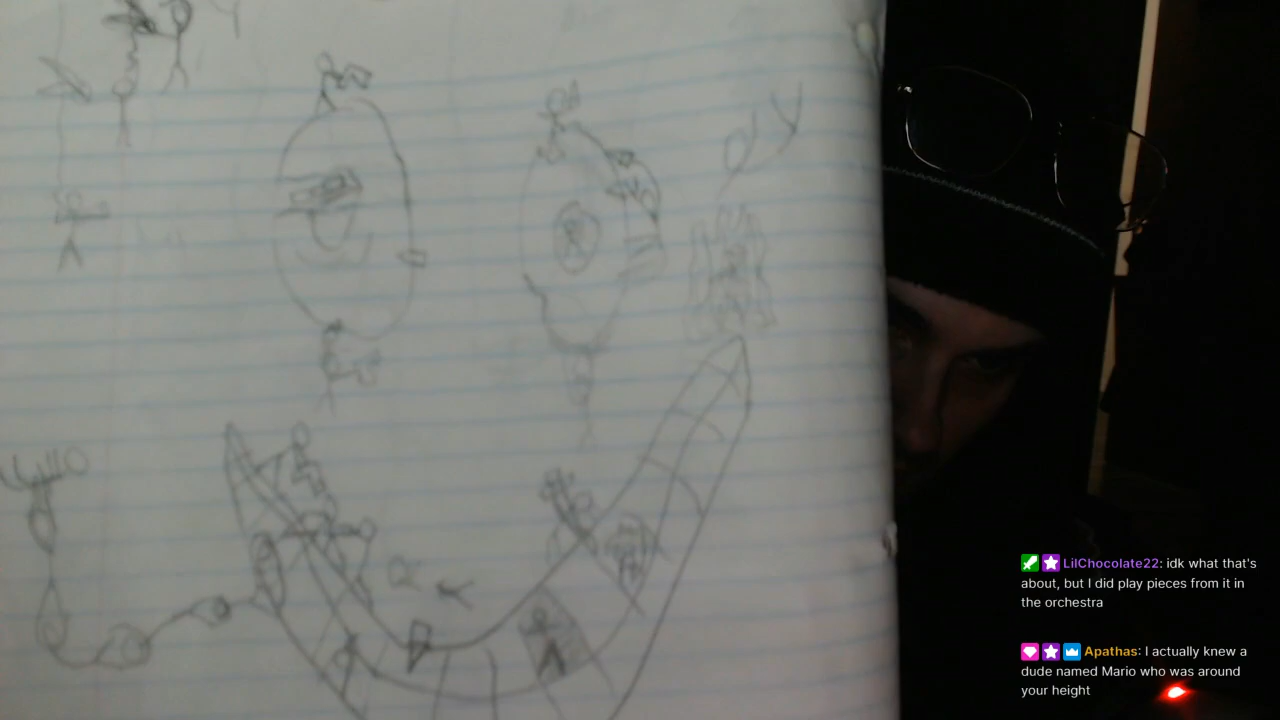 LilChocolate22: idk what that's
about, but I did play pieces from it in
the orchestra
Apathas: I actually knew a
dude named Mario who was around
your height